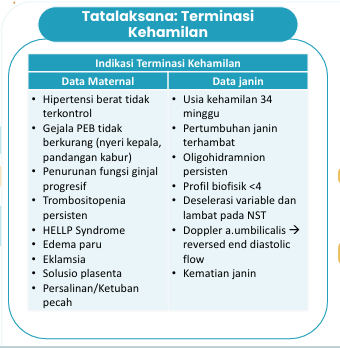 Tatalaksana: Terminasi
Kehamilan
Indikasi Terminasi Kehamilan
Data Maternal
• Hipertensi berat tidak
terkontrol
• Gejala PEB tidak
berkurang (nyeri kepala,
pandangan kabur)
• Penurunan fungsi ginjal
progresif
• Trombositopenia
persisten
• HELLP Syndrome
• Edema paru
• Eklamsia
• Solusio plasenta
• Persalinan/Ketuban
pecah
Data janin
• Usia kehamilan 34
minggu
• Pertumbuhan janin
terhambat
• Oligohidramnion
persisten
• Profil biofisik <4
• Deselerasi variable dan
lambat pada NST
• Doppler a.umbilicalis →
reversed end diastolic
flow
• Kematian janin